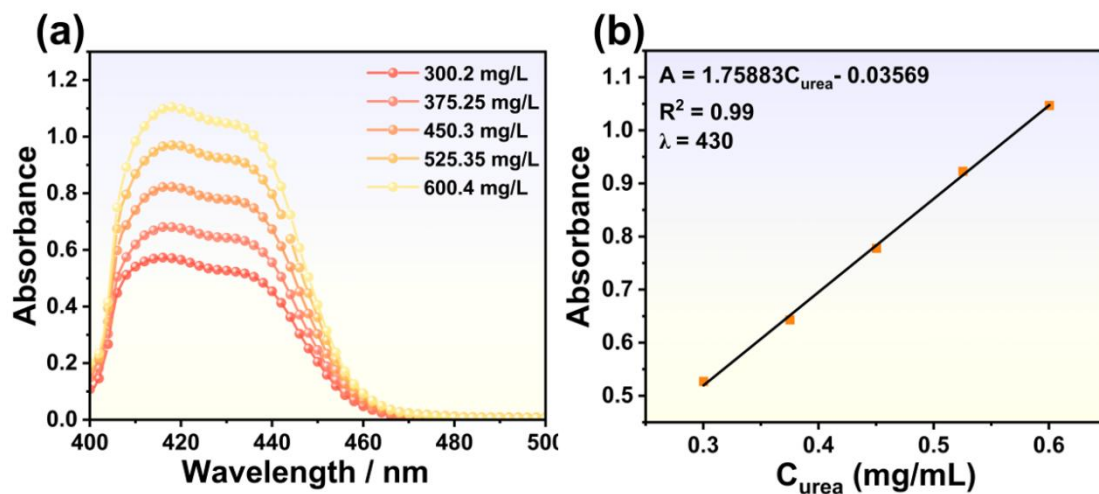 (a)
1.2
1.0
0.8
0.6
0.4
0.2
0.0
Absorbance
400
420
440
460
480
500
Wavelength / nm
300.2 mg/L
375.25 mg/L
450.3 mg/L
525.35 mg/L
600.4 mg/L
(b)
1.1
1.0
0.9
0.8
0.7
0.6
0.5
Absorbance
A = 1.75883C_urea - 0.03569
R² = 0.99
λ = 430
0.3
0.4
0.5
0.6
C_urea (mg/mL)